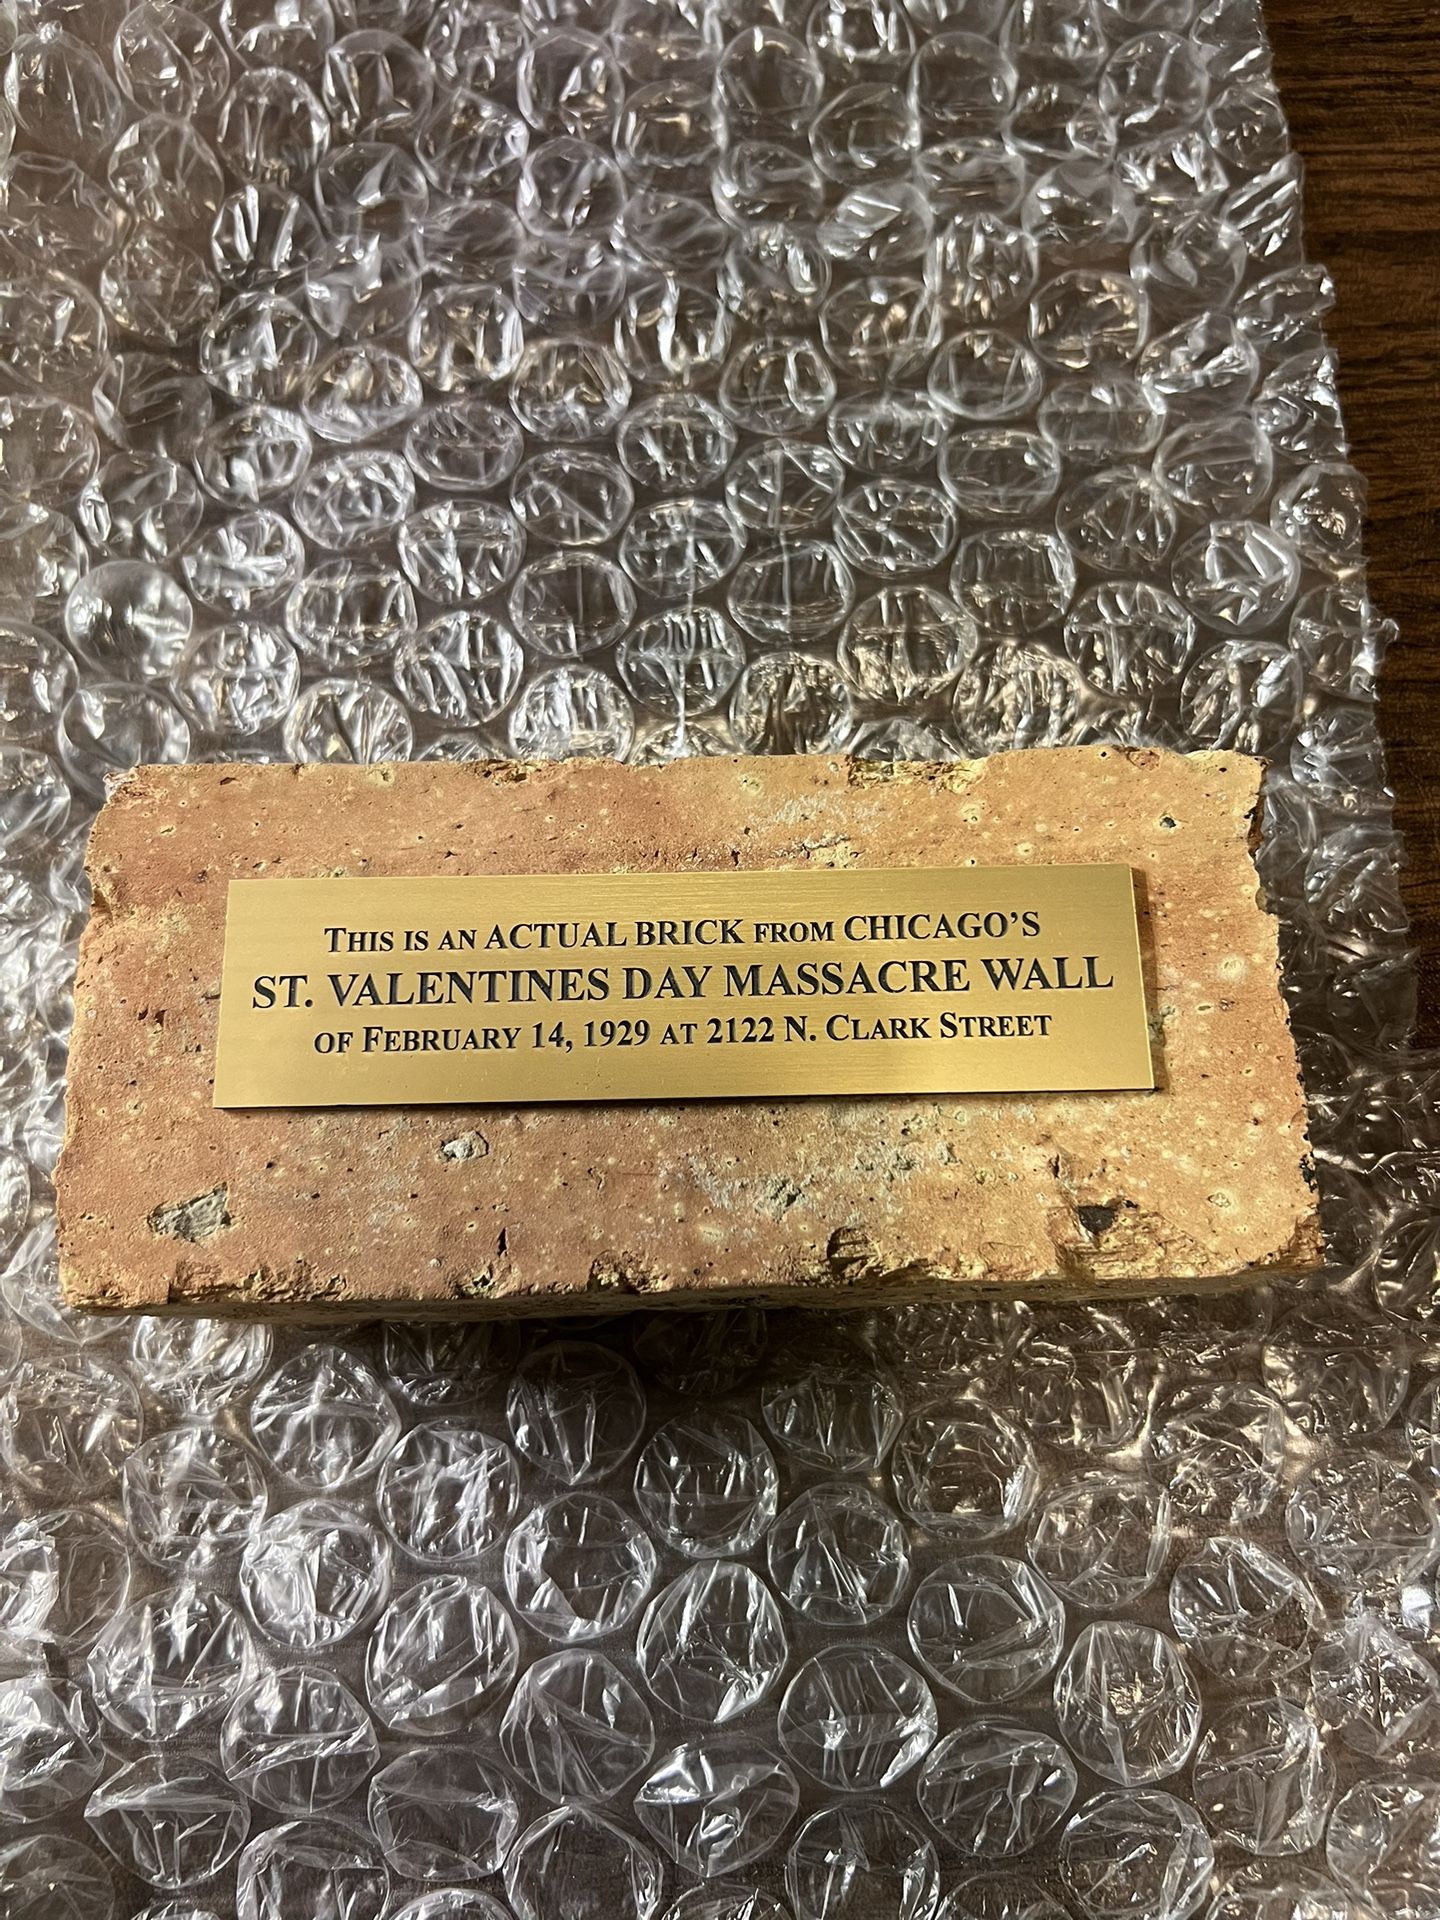 THIS IS AN ACTUAL BRICK FROM CHICAGO'S
ST. VALENTINES DAY MASSACRE WALL
OF FEBRUARY 14, 1929 AT 2122 N. CLARK STREET